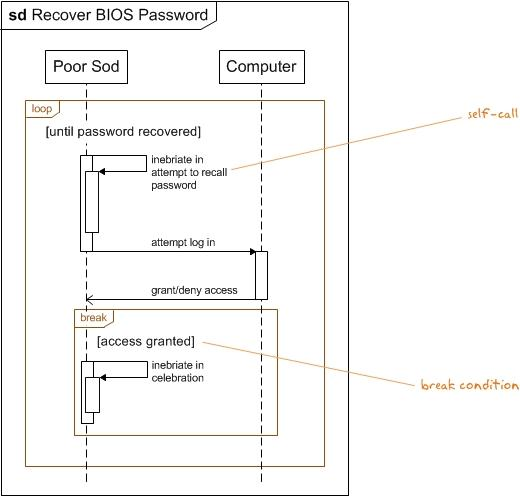 sd Recover BIOS Password
Poor Sod
Computer
loop
[until password recovered]
self-call
inebriate in
attempt to recall
password
attempt log in
grant/deny access
break
[access granted]
inebriate in
celebration
break condition